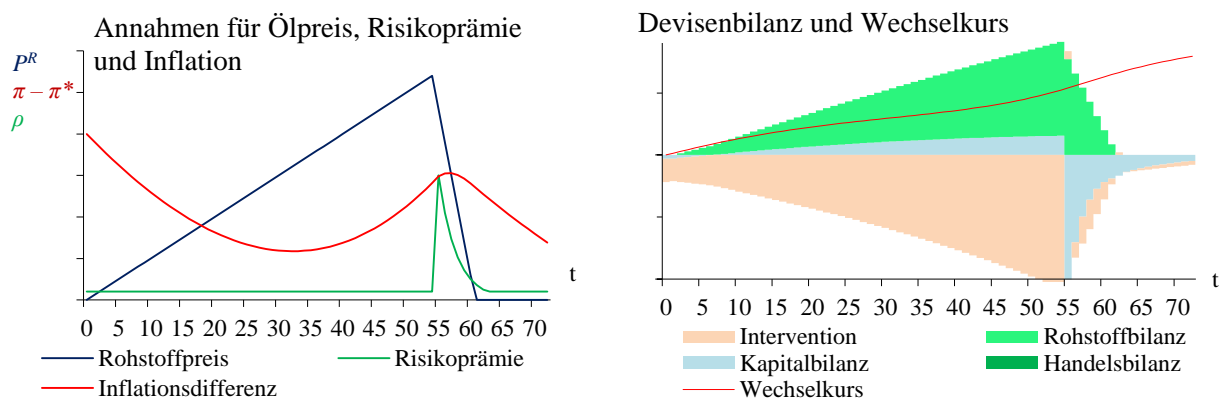 Annahmen für Ölpreis, Risikoprämie
und Inflation
P^R
π – π*
ρ
t
0 5 10 15 20 25 30 35 40 45 50 55 60 65 70
Rohstoffpreis
Risikoprämie
Inflationsdifferenz
Devisenbilanz und Wechselkurs
t
0 5 10 15 20 25 30 35 40 45 50 55 60 65 70
Intervention
Rohstoffbilanz
Kapitalbilanz
Handelsbilanz
Wechselkurs